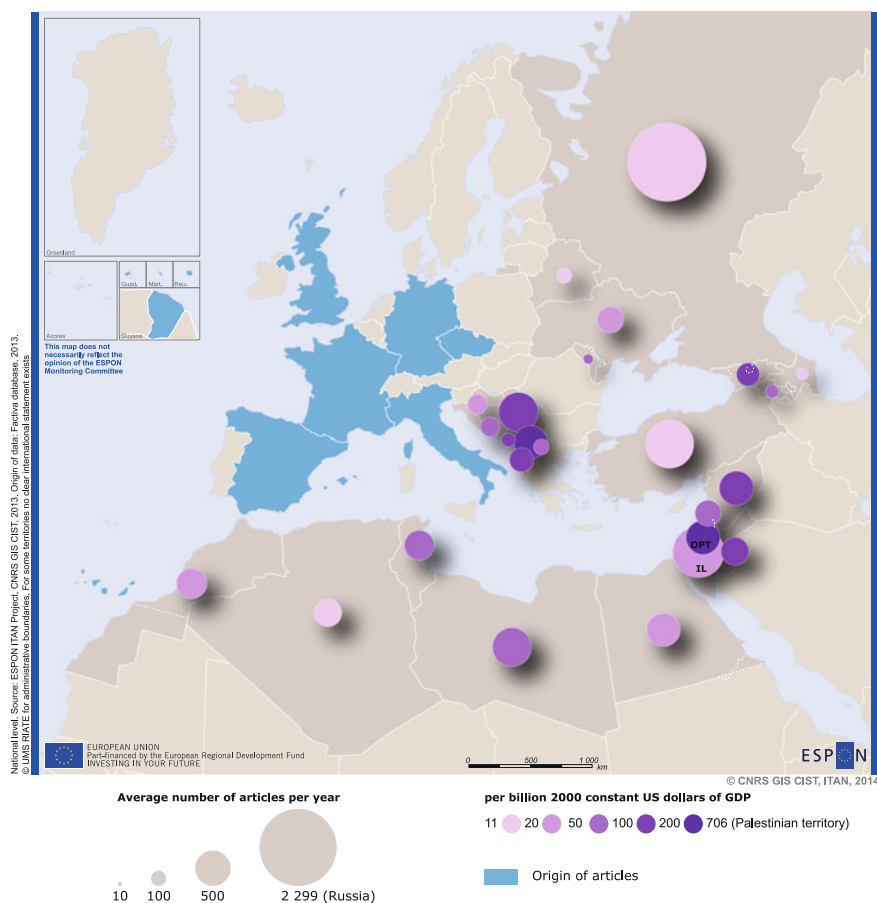 Greenland
Azores
Guad.
Mart.
Reu.
Guyane
This map does not
necessarily reflect the
opinion of the ESPON
Monitoring Committee
National level. Source: ESPON ITAN Project, CNRS GIS CIST, 2013. Origin of data: Factiva database, 2013.
© UMS RIATE for administrative boundaries, For some territories no clear international statement exists
OPT
IL
EUROPEAN UNION
Part-financed by the European Regional Development Fund
INVESTING IN YOUR FUTURE
0 500 1 000
km
ESPON
© CNRS GIS CIST, ITAN, 2014
Average number of articles per year
10 100 500 2 299 (Russia)
per billion 2000 constant US dollars of GDP
11 20 50 100 200 706 (Palestinian territory)
Origin of articles